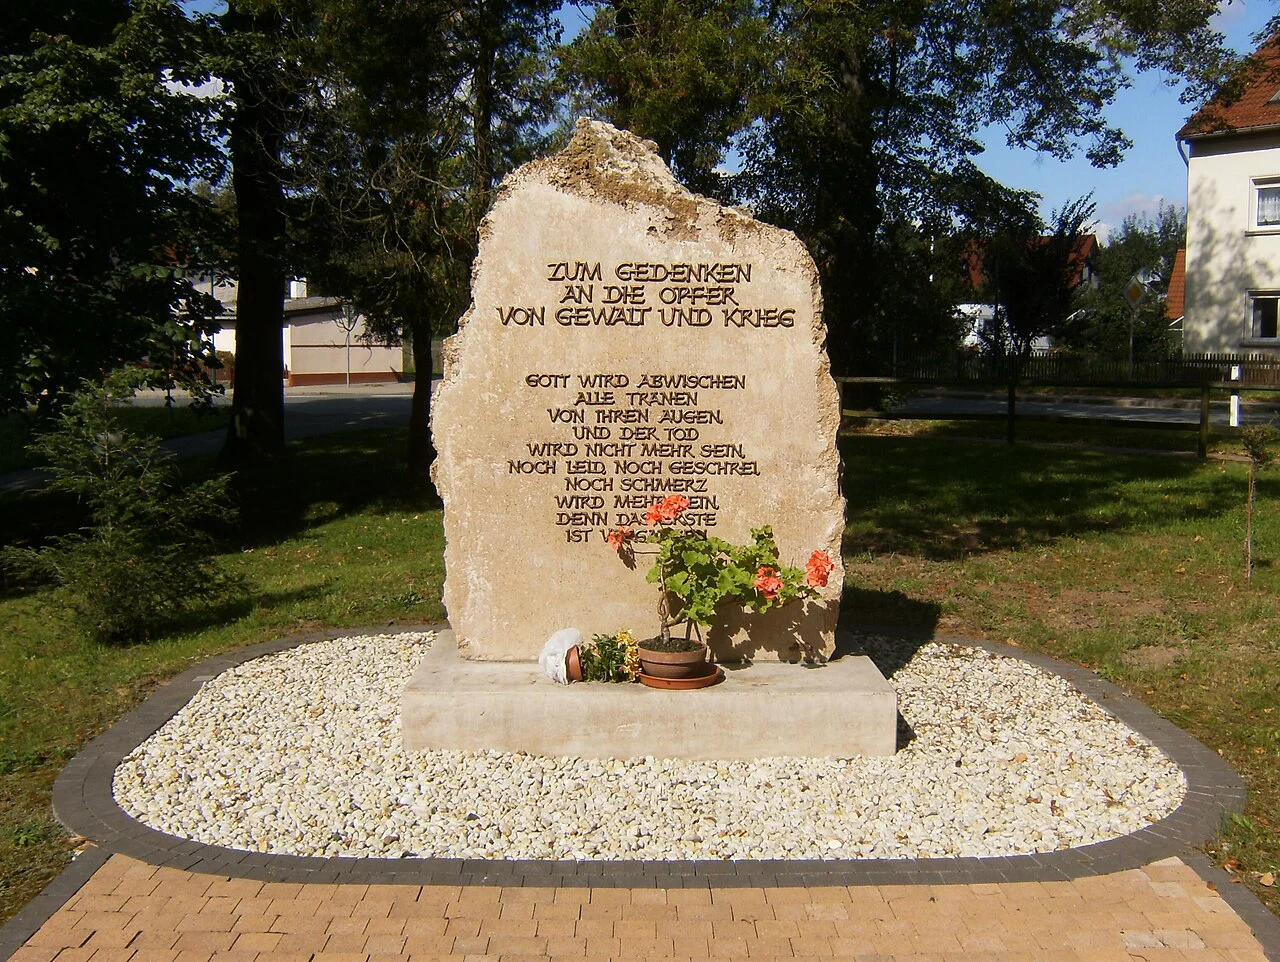 ZUM GEDENKEN
AN DIE OPFER
VON GEWALT UND KRIEG
GOTT WIRD ABWISCHEN
ALLE TRÄNEN
VON IHREN AUGEN,
UND DER TOD
WIRD NICHT MEHR SEIN,
NOCH LEID, NOCH GESCHREI,
NOCH SCHMERZ
WIRD MEHR SEIN,
DENN DAS ERSTE
IST